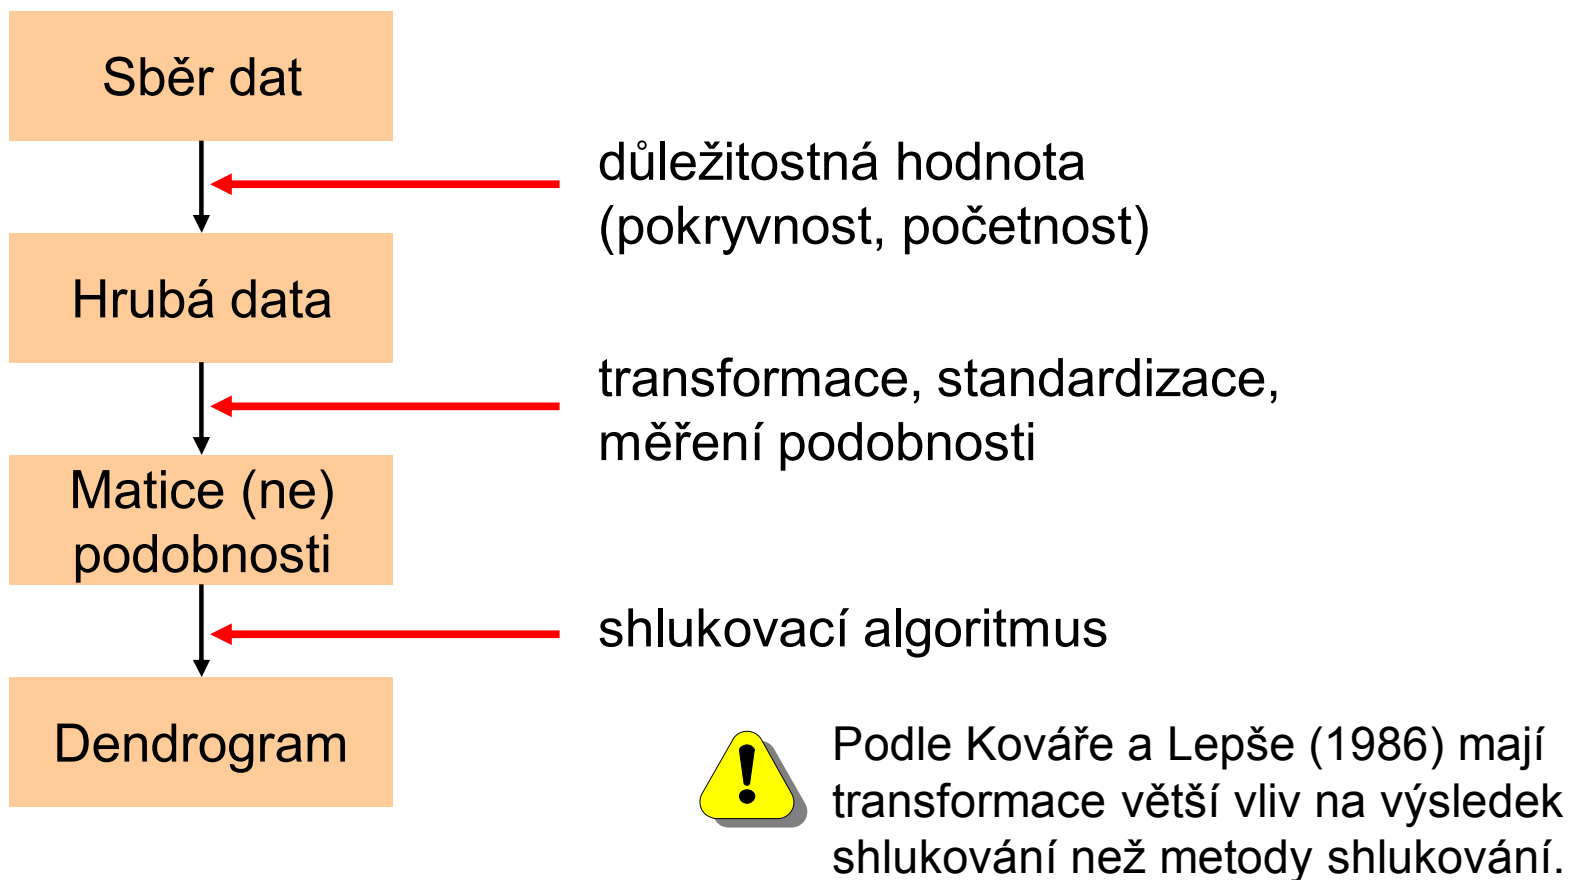 Sběr dat
důležitostná hodnota
(pokryvnost, početnost)
Hrubá data
transformace, standardizace,
měření podobnosti
Matice (ne)
podobnosti
shlukovací algoritmus
Dendrogram
Podle Kováře a Lepše (1986) mají
transformace větší vliv na výsledek
shlukování než metody shlukování.